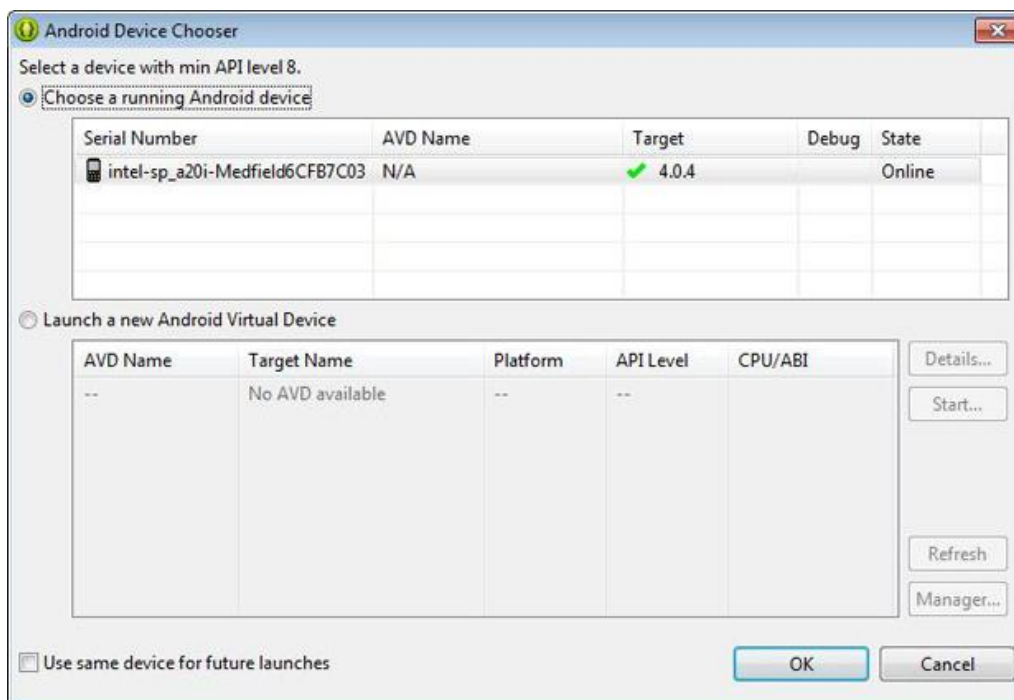 Android Device Chooser
Select a device with min API level 8.
Choose a running Android device
Serial Number AVD Name Target Debug State
intel-sp_a20i-Medfield6CFB7C03 N/A 4.0.4 Online
Launch a new Android Virtual Device
AVD Name Target Name Platform API Level CPU/ABI
-- No AVD available -- --
Details...
Start...
Refresh
Manager...
Use same device for future launches
OK Cancel